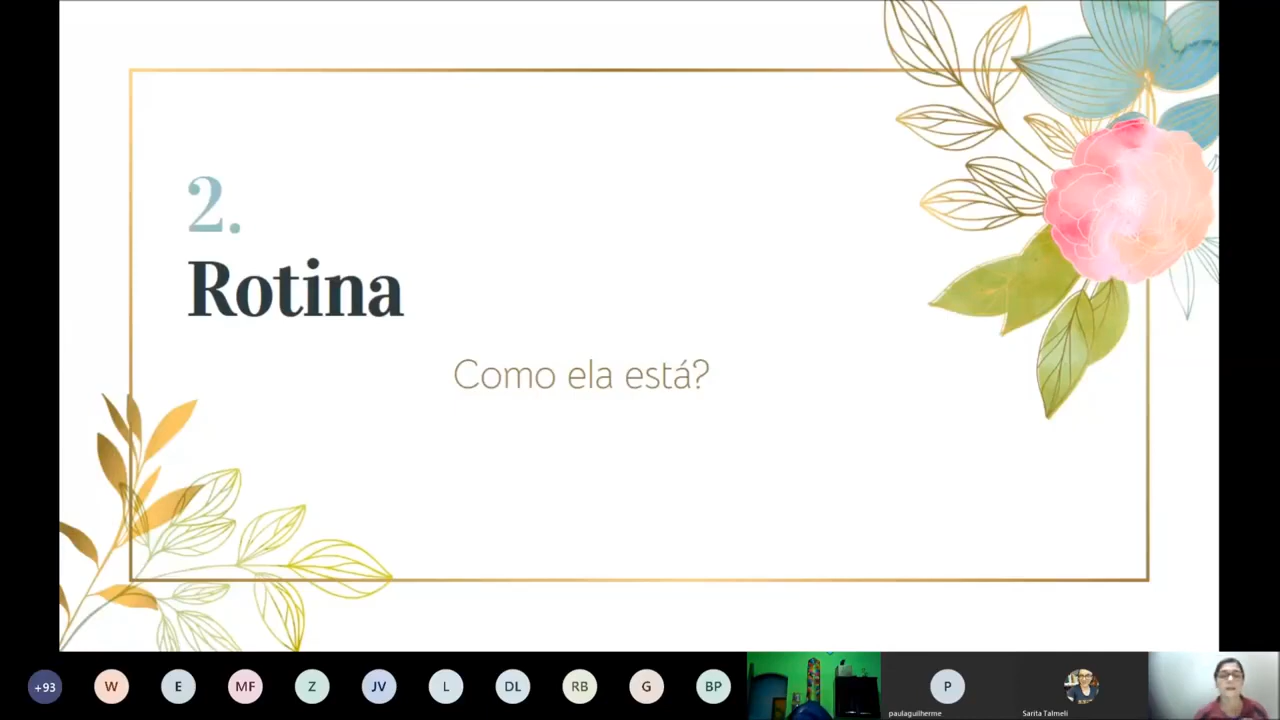 2.
Rotina
Como ela está?
+93
W
E
MF
Z
JV
L
DL
RB
G
BP
P
paulaguilherme
Sarita Talmeli